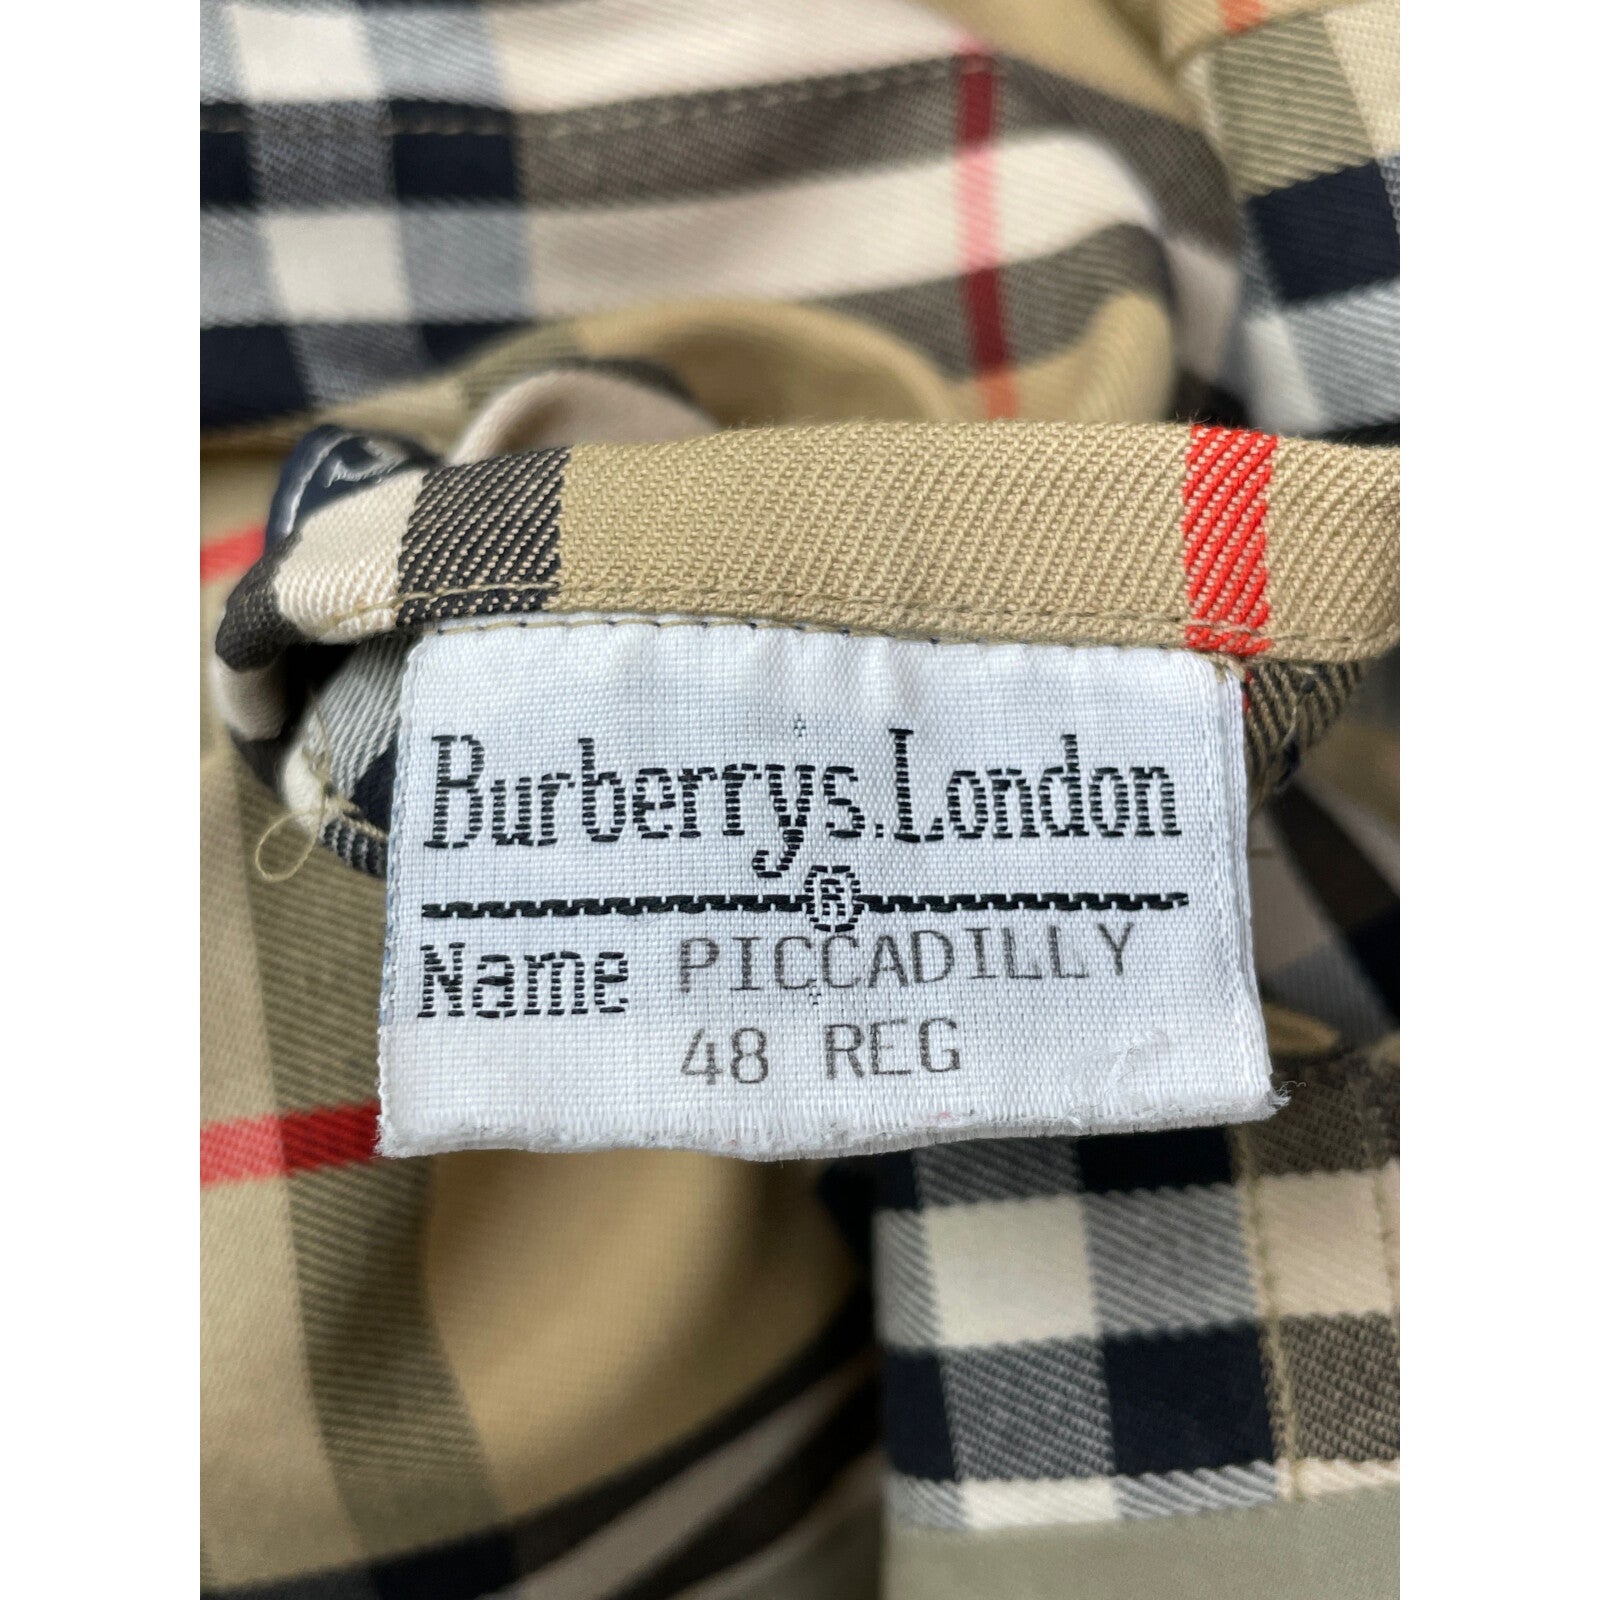 Burberrys.London
®
Name PICCADILLY
48 REG